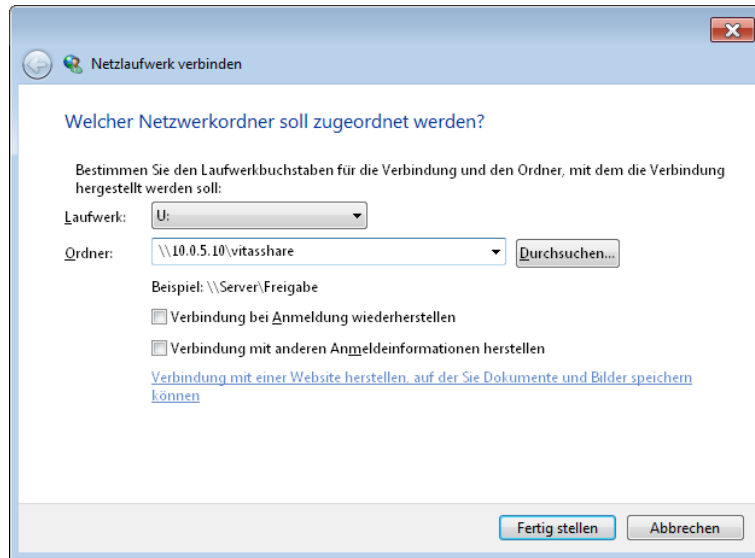 Netzlaufwerk verbinden
Welcher Netzwerkordner soll zugeordnet werden?
Bestimmen Sie den Laufwerkbuchstaben für die Verbindung und den Ordner, mit dem die Verbindung
hergestellt werden soll:
Laufwerk: U:
Ordner: \\10.0.5.10\vitasshare Durchsuchen...
Beispiel: \\Server\Freigabe
Verbindung bei Anmeldung wiederherstellen
Verbindung mit anderen Anmeldeinformationen herstellen
Verbindung mit einer Website herstellen, auf der Sie Dokumente und Bilder speichern
können
Fertig stellen Abbrechen